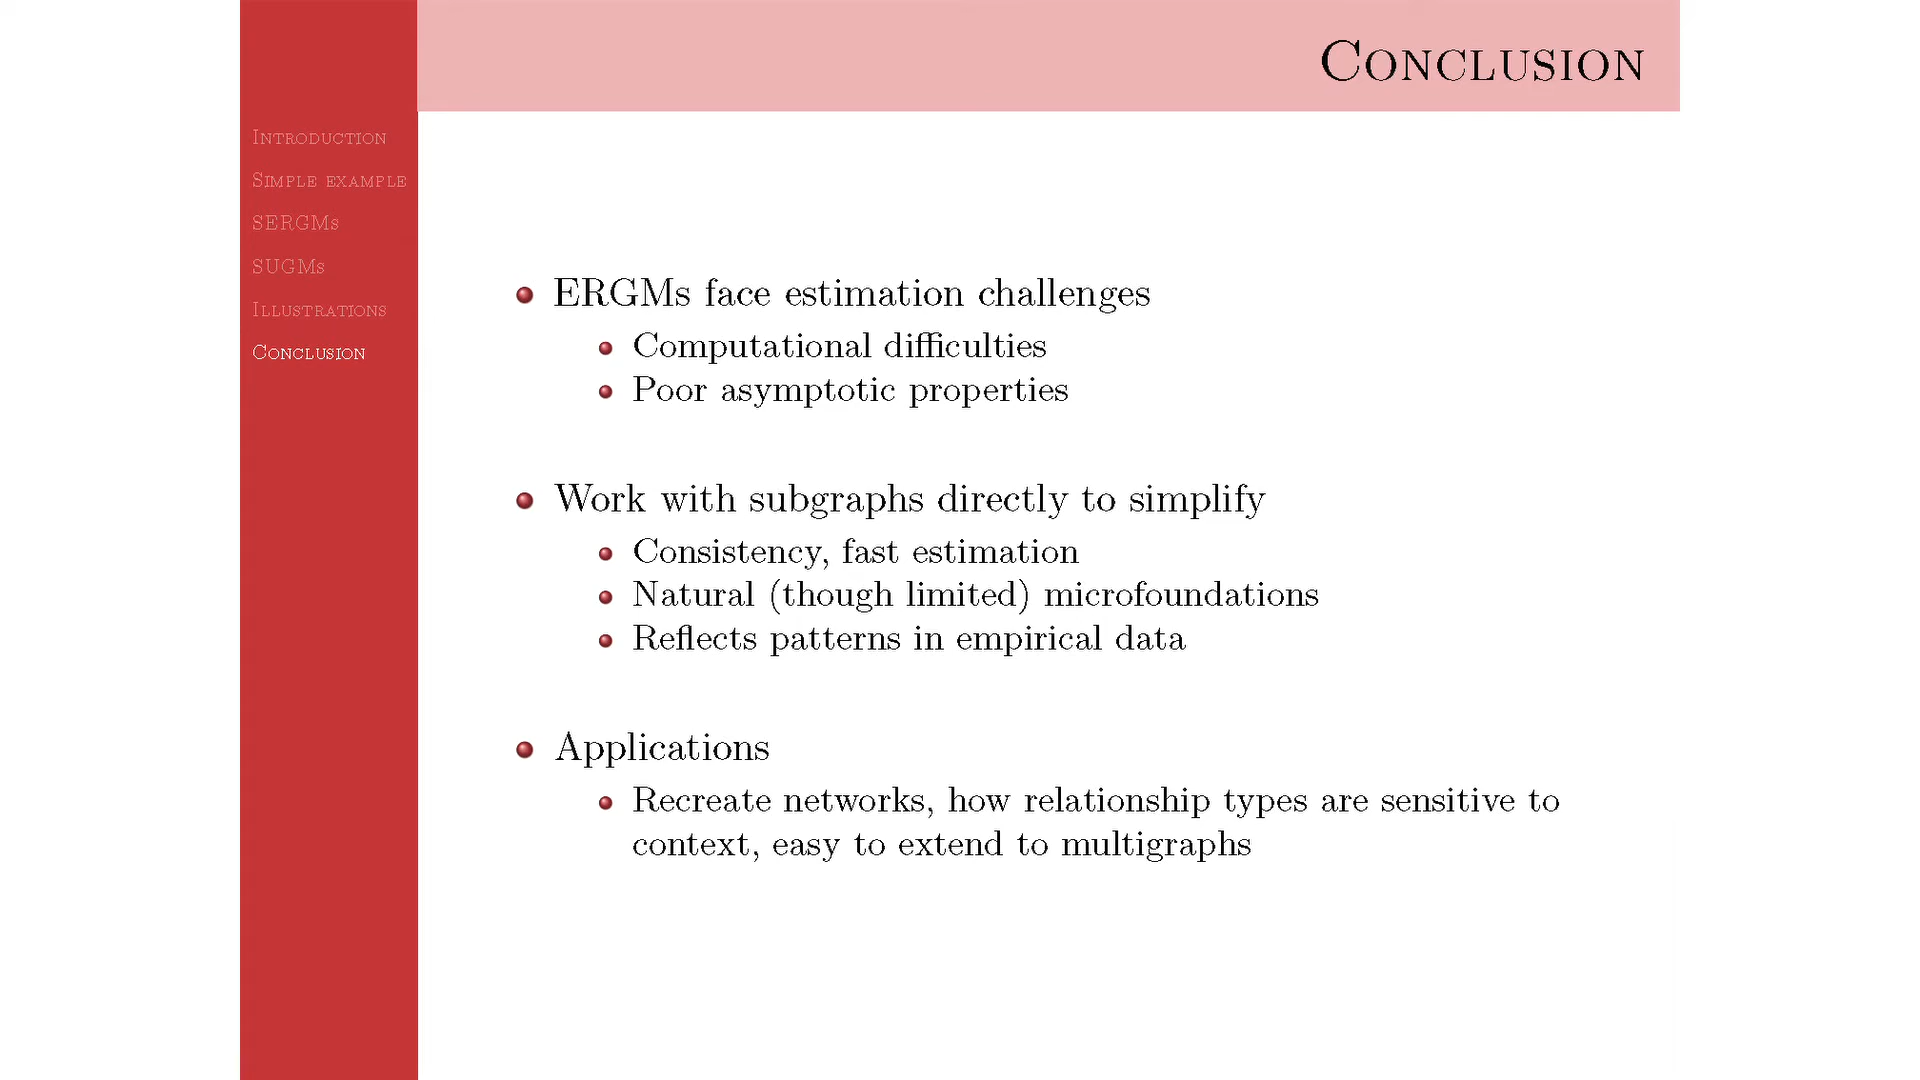 Conclusion
Introduction
Simple example
SERGMs
SUGMs
Illustrations
Conclusion
ERGMs face estimation challenges
Computational difficulties
Poor asymptotic properties
Work with subgraphs directly to simplify
Consistency, fast estimation
Natural (though limited) microfoundations
Reflects patterns in empirical data
Applications
Recreate networks, how relationship types are sensitive to
context, easy to extend to multigraphs